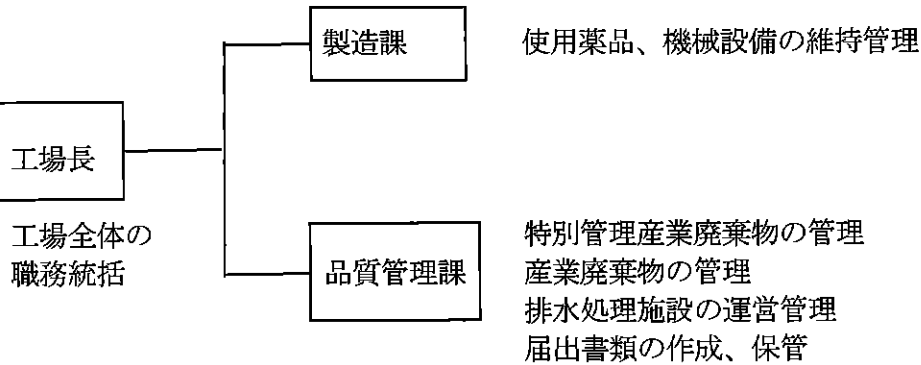 製造課
使用薬品、機械設備の維持管理
工場長
工場全体の
職務統括
品質管理課
特別管理産業廃棄物の管理
産業廃棄物の管理
排水処理施設の運営管理
届出書類の作成、保管